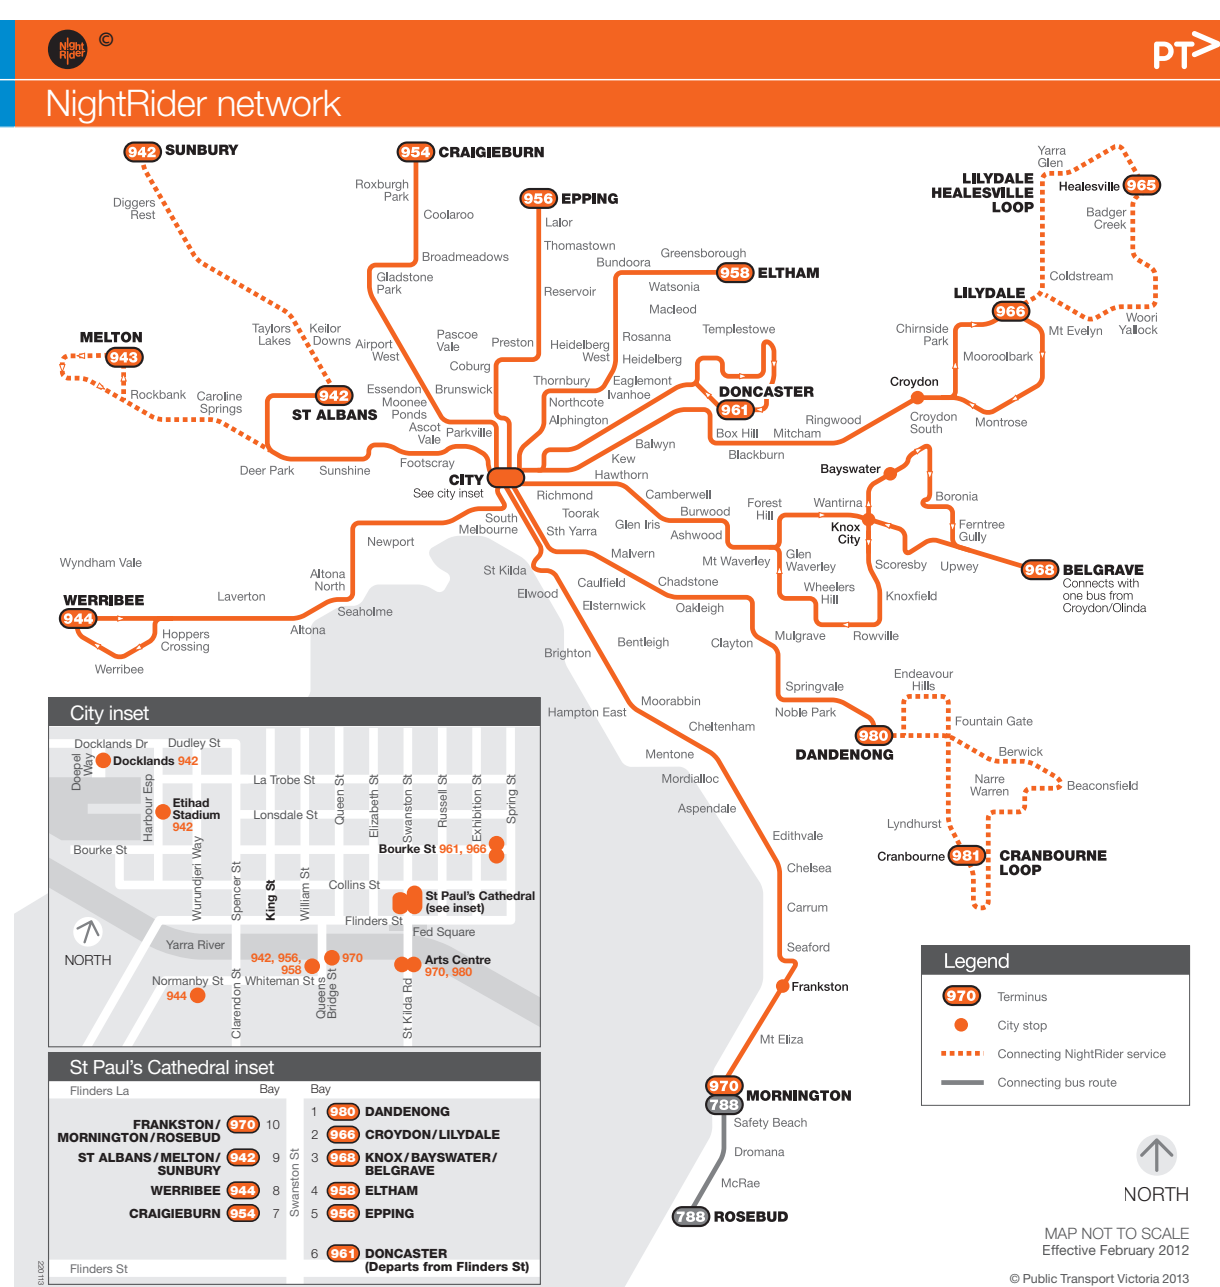 Night
Rider
©
PT>
NightRider network
942 SUNBURY
954 CRAIGIEBURN
956 EPPING
Diggers
Rest
Roxburgh
Park
Coolaroo
Broadmeadows
Gladstone
Park
Airport
West
Lalor
Thomastown
Reservoir
Preston
Pascoe
Vale
Coburg
Brunswick
Essendon
Moonee
Ponds
Ascot
Vale
Parkville
Bundoora
Greensborough
958 ELTHAM
Watsonia
Macleod
Rosanna
Heidelberg
West
Heidelberg
Thornbury
Eaglemont
Ivanhoe
Northcote
Alphington
Templestowe
DONCASTER
961
LILYDALE
HEALESVILLE
LOOP
Yarra
Glen
Healesville 965
Badger
Creek
Coldstream
Woori
Yallock
Mt Evelyn
LILYDALE
966
Chirnside
Park
Mooroolbark
Croydon
Croydon
South
Montrose
Ringwood
Mitcham
Box Hill
Blackburn
Balwyn
Kew
Hawthorn
MELTON
943
Rockbank
Caroline
Springs
Taylors
Lakes
Keilor
Downs
942
ST ALBANS
Deer Park
Sunshine
Footscray
CITY
See city inset
South
Melbourne
Newport
Altona
North
Seaholme
Altona
Laverton
Hoppers
Crossing
Wyndham Vale
WERRIBEE
944
Werribee
Richmond
Toorak
Sth Yarra
Camberwell
Burwood
Glen Iris
Ashwood
Malvern
Mt Waverley
Forest
Hill
Glen
Waverley
Wheelers
Hill
Mulgrave
Rowville
Knoxfield
Scoresby
Wantirna
Knox
City
Bayswater
Boronia
Ferntree
Gully
Upwey
968 BELGRAVE
Connects with
one bus from
Croydon/Olinda
St Kilda
Elwood
Caulfield
Elsternwick
Chadstone
Oakleigh
Clayton
Bentleigh
Brighton
Springvale
Noble Park
980
DANDENONG
Endeavour
Hills
Fountain Gate
Berwick
Narre
Warren
Beaconsfield
Lyndhurst
Cranbourne 981 CRANBOURNE
LOOP
Moorabbin
Hampton East
Cheltenham
Mentone
Mordialloc
Aspendale
Edithvale
Chelsea
Carrum
Seaford
Frankston
Mt Eliza
970
788
MORNINGTON
Safety Beach
Dromana
McRae
788 ROSEBUD
City inset
Docklands Dr
Dudley St
Doepel
Way
Docklands 942
Harbour Esp
Etihad
Stadium
942
La Trobe St
Lonsdale St
Bourke St
Bourke St 961, 966
Wurundjeri Way
Spencer St
King St
William St
Queen St
Elizabeth St
Swanston St
Russell St
Exhibition St
Spring St
Collins St
St Paul's Cathedral
(see inset)
Flinders St
Fed Square
Yarra River
NORTH
942, 956,
958
970
Arts Centre
970, 980
Normanby St
944
Whiteman St
Clarendon St
Queens
Bridge St
St Kilda Rd
St Paul's Cathedral inset
Flinders La
Bay
Bay
Swanston St
FRANKSTON/
MORNINGTON/ROSEBUD 970 10
ST ALBANS/MELTON/
SUNBURY 942 9
WERRIBEE 944 8
CRAIGIEBURN 954 7
1 980 DANDENONG
2 966 CROYDON/LILYDALE
3 968 KNOX/BAYSWATER/
BELGRAVE
4 958 ELTHAM
5 956 EPPING
6 961 DONCASTER
(Departs from Flinders St)
Flinders St
220113
Legend
970 Terminus
City stop
Connecting NightRider service
Connecting bus route
NORTH
MAP NOT TO SCALE
Effective February 2012
© Public Transport Victoria 2013